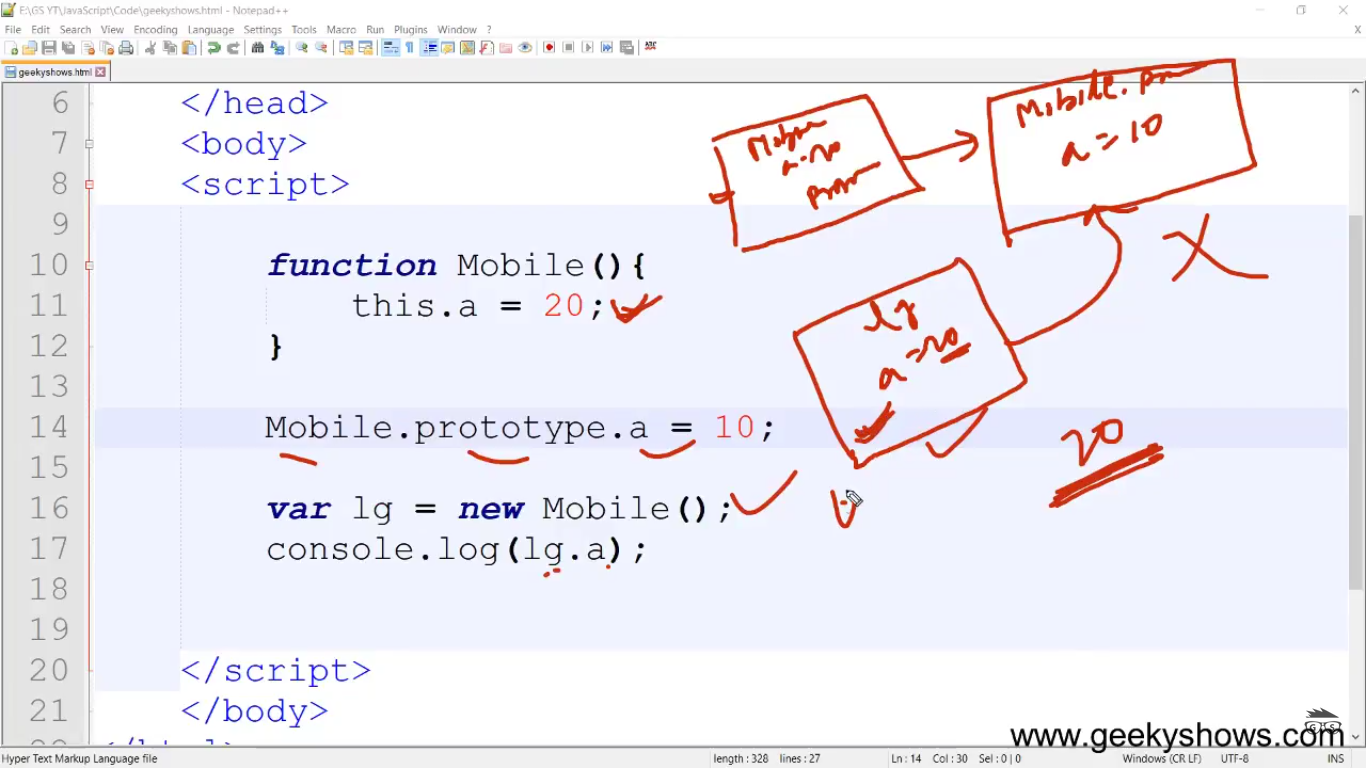 E:\GS YT\JavaScript\Code\geekyshows.html - Notepad++
File Edit Search View Encoding Language Settings Tools Macro Run Plugins Window ?
X
geekyshows.html
6 </head>
7 <body>
8 <script>
9
10 function Mobile(){
11 this.a = 20;
12 }
13
14 Mobile.prototype.a = 10;
15
16 var lg = new Mobile();
17 console.log(lg.a);
18
19
20 </script>
21 </body>
Mobile.
a = 10
lg
a = 20
20
www.geekyshows.com
Hyper Text Markup Language file length : 328 lines : 27 Ln : 14 Col : 30 Sel : 0 | 0 Windows (CR LF) UTF-8 INS